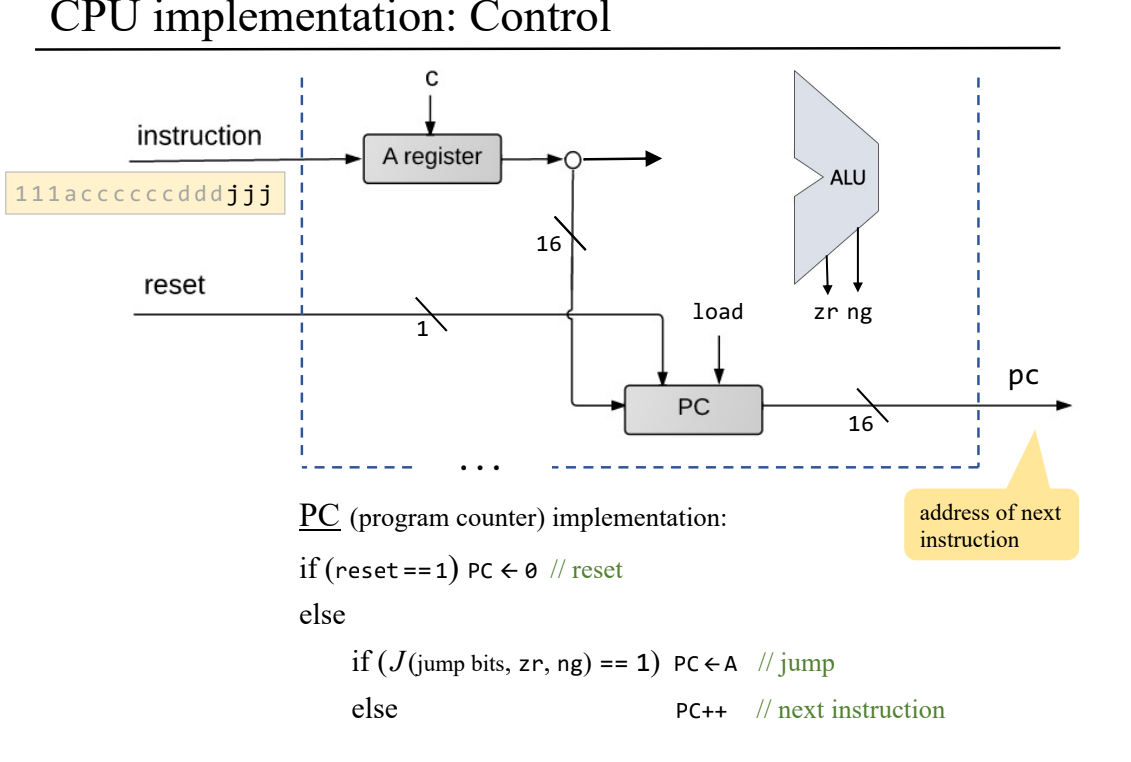 CPU implementation: Control
c
instruction
A register
111accccccdddjjj
ALU
16
reset
1
load
zr ng
pc
PC
16
...
address of next
instruction
PC (program counter) implementation:
if (reset==1) PC ← 0 // reset
else
if (J(jump bits, zr, ng) == 1) PC ← A // jump
else PC++ // next instruction